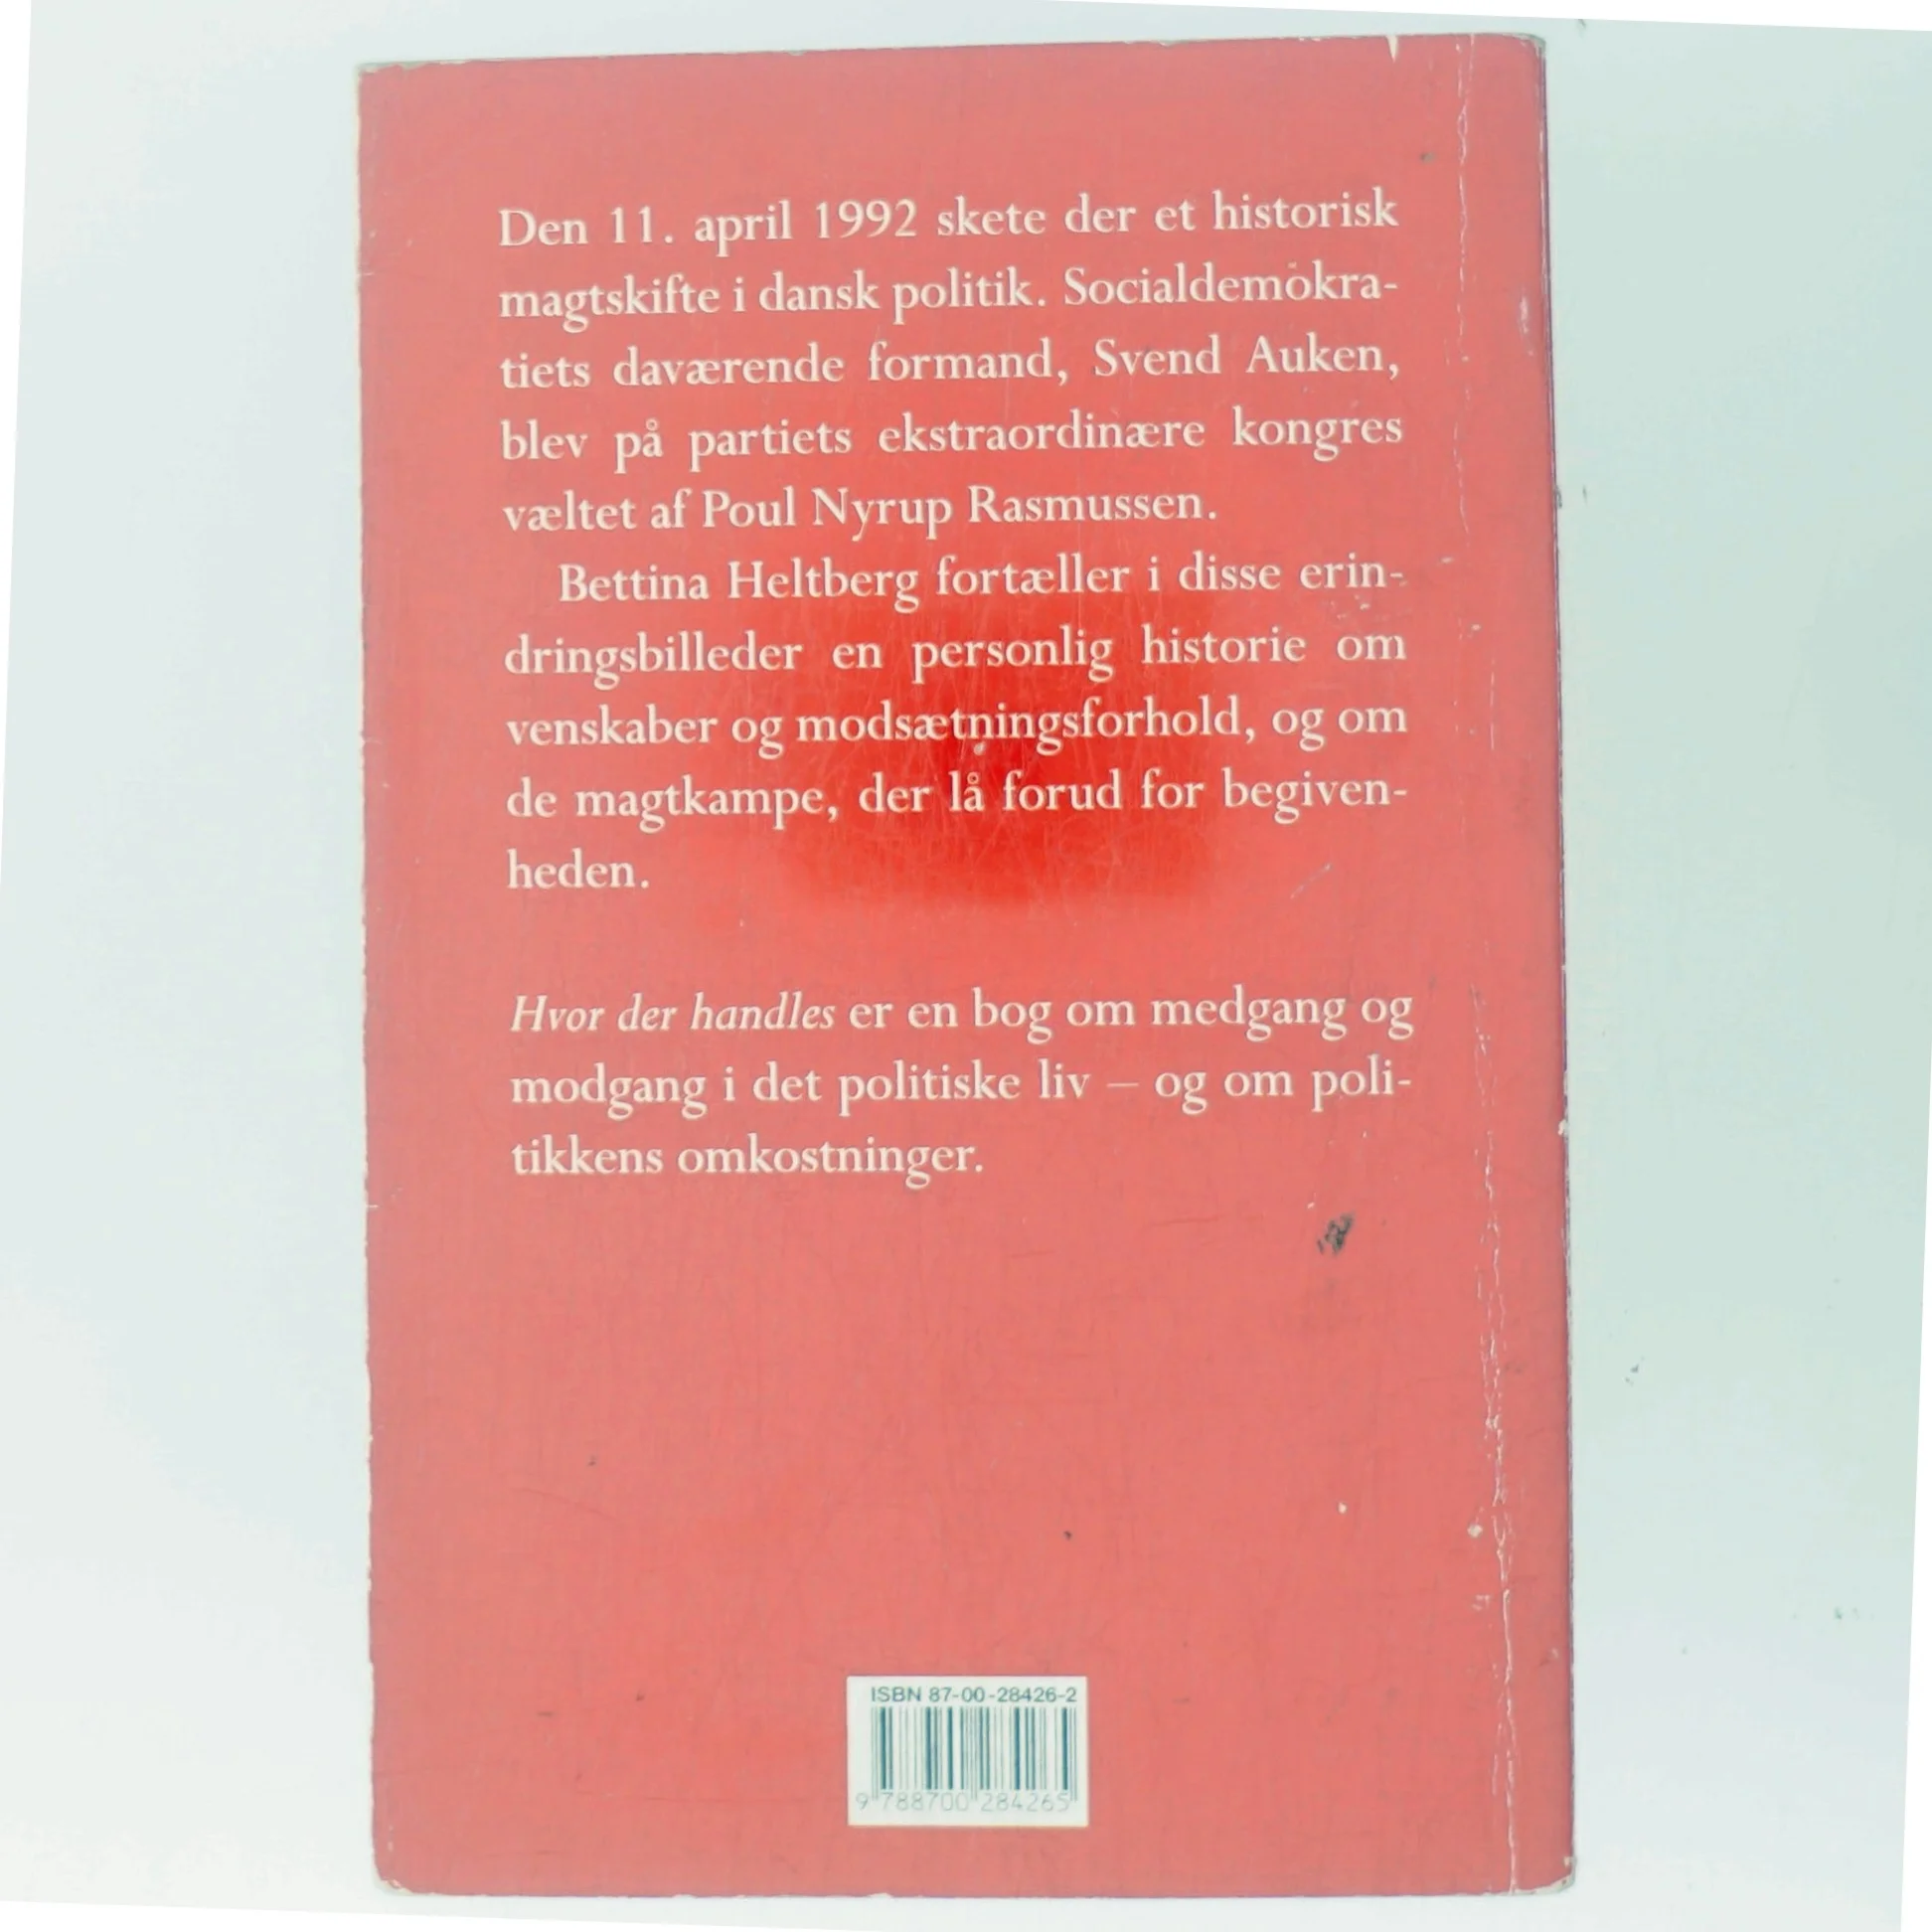 Den 11. april 1992 skete der et historisk
magtskifte i dansk politik. Socialdemokra-
tiets daværende formand, Svend Auken,
blev på partiets ekstraordinære kongres
væltet af Poul Nyrup Rasmussen.
Bettina Heltberg fortæller i disse erin-
dringsbilleder en personlig historie om
venskaber og modsætningsforhold, og om
de magtkampe, der lå forud for begiven-
heden.
Hvor der handles er en bog om medgang og
modgang i det politiske liv – og om poli-
tikkens omkostninger.
ISBN 87-00-28426-2
9 788700 284265